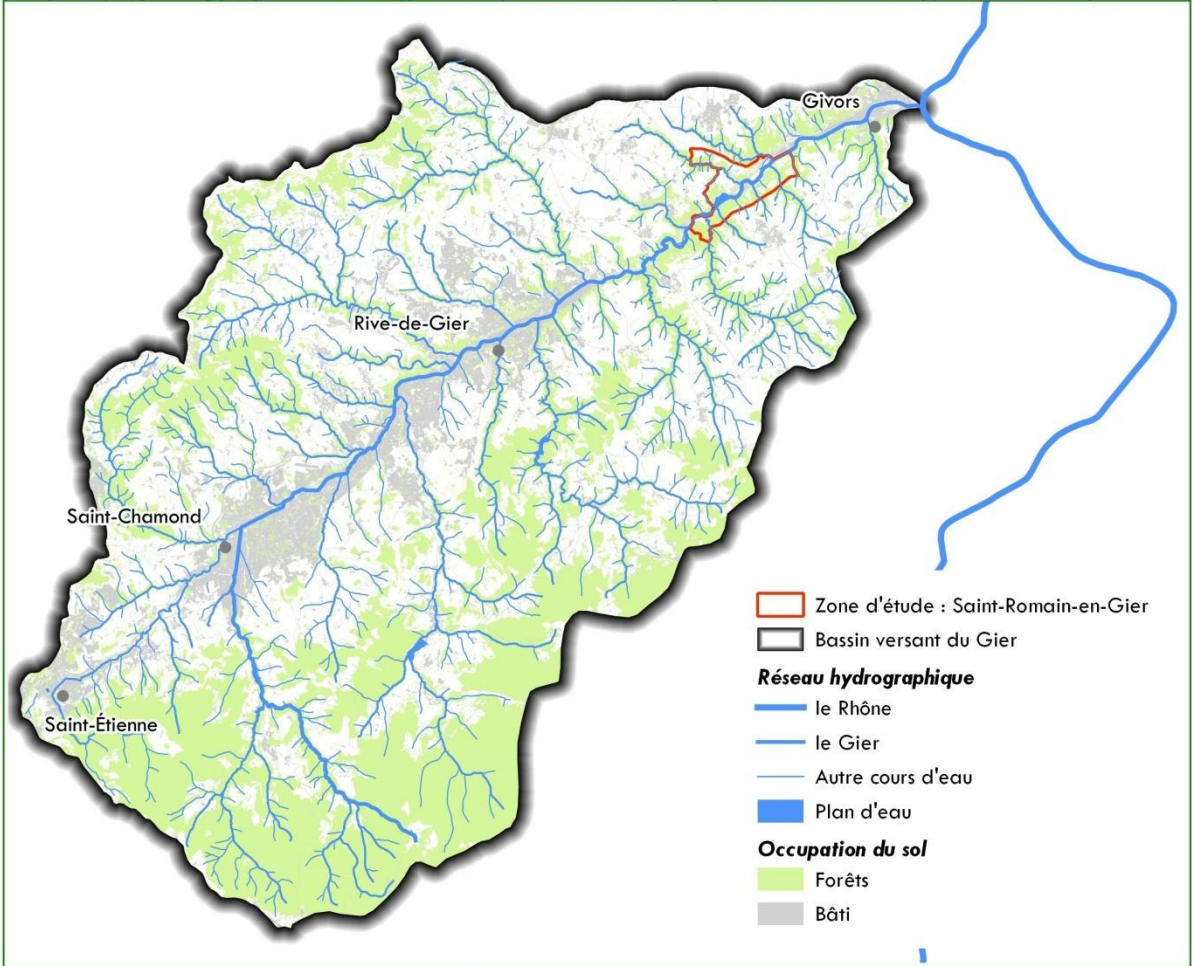 Givors
Rive-de-Gier
Saint-Chamond
Saint-Étienne
Zone d'étude : Saint-Romain-en-Gier
Bassin versant du Gier
Réseau hydrographique
le Rhône
le Gier
Autre cours d'eau
Plan d'eau
Occupation du sol
Forêts
Bâti